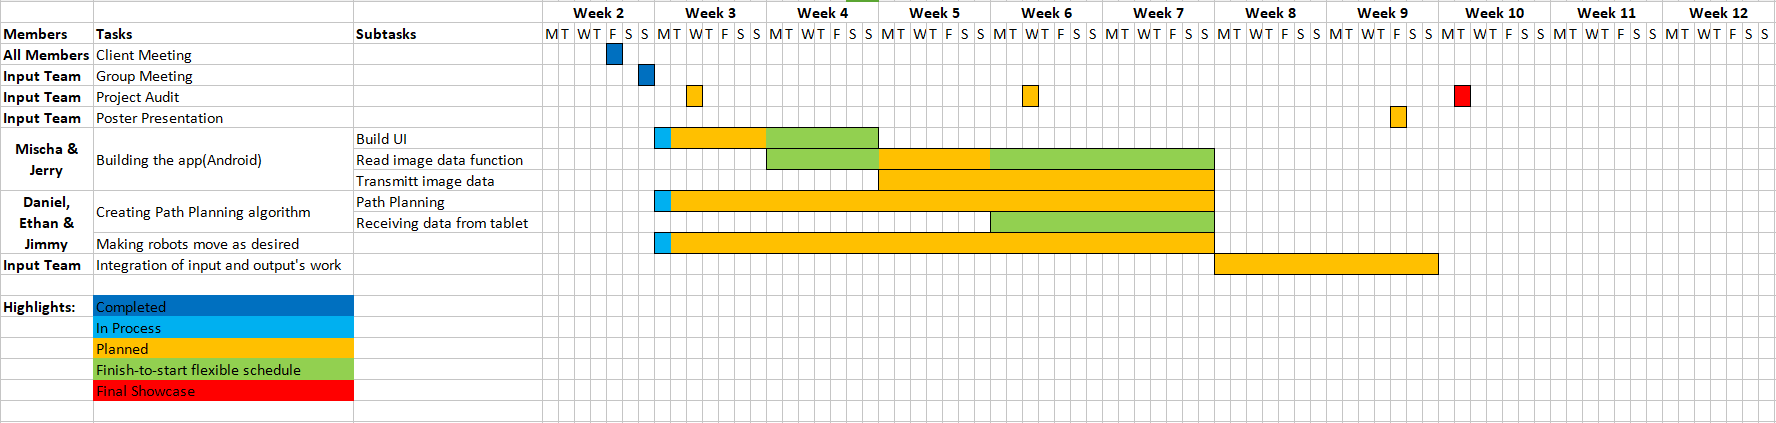 Week 2 Week 3 Week 4 Week 5 Week 6 Week 7 Week 8 Week 9 Week 10 Week 11 Week 12
Members Tasks Subtasks M T W T F S S M T W T F S S M T W T F S S M T W T F S S M T W T F S S M T W T F S S M T W T F S S M T W T F S S M T W T F S S M T W T F S S M T W T F S S
All Members Client Meeting
Input Team Group Meeting
Input Team Project Audit
Input Team Poster Presentation
Mischa & Jerry Building the app(Android) Build UI
Read image data function
Transmitt image data
Daniel, Ethan & Jimmy Creating Path Planning algorithm Path Planning
Receiving data from tablet
Making robots move as desired
Input Team Integration of input and output's work
Highlights: Completed
In Process
Planned
Finish-to-start flexible schedule
Final Showcase